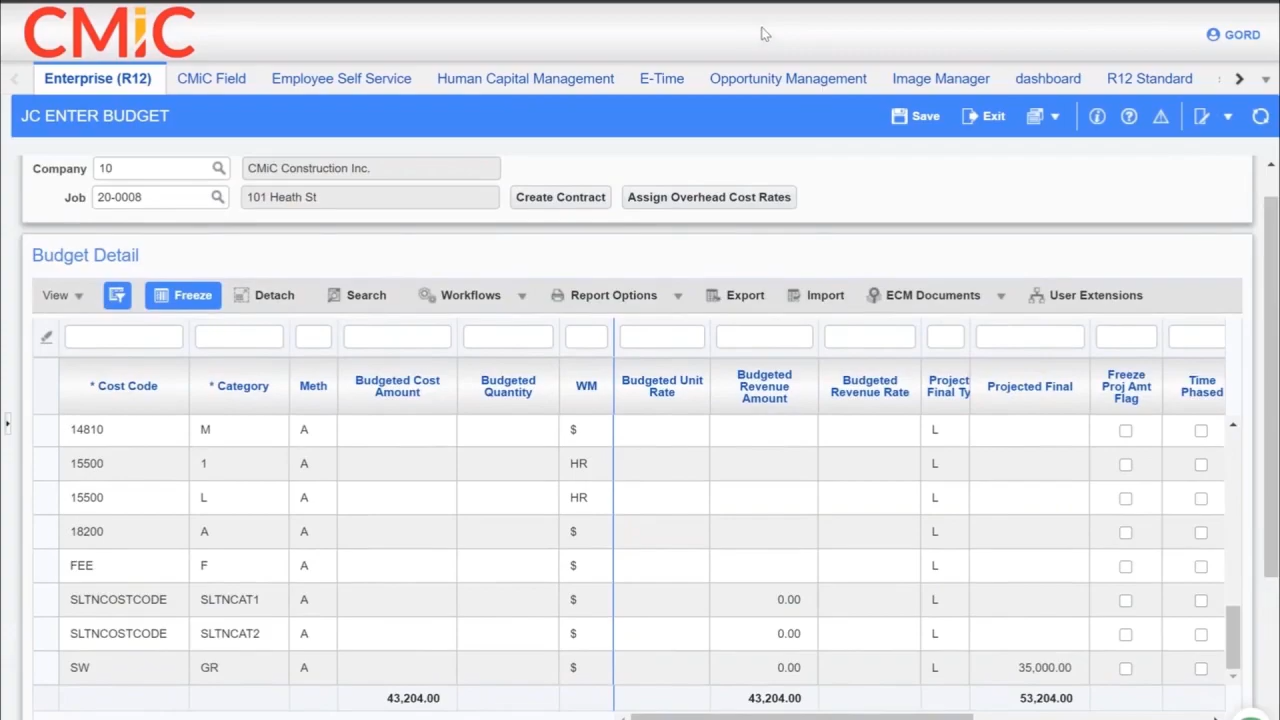 CMiC
GORD
Enterprise (R12) CMiC Field Employee Self Service Human Capital Management E-Time Opportunity Management Image Manager dashboard R12 Standard
JC ENTER BUDGET Save Exit
Company 10 CMiC Construction Inc.
Job 20-0008 101 Heath St Create Contract Assign Overhead Cost Rates
Budget Detail
View Freeze Detach Search Workflows Report Options Export Import ECM Documents User Extensions
* Cost Code * Category Meth Budgeted Cost Amount Budgeted Quantity WM Budgeted Unit Rate Budgeted Revenue Amount Budgeted Revenue Rate Project Final Ty Projected Final Freeze Proj Amt Flag Time Phased
14810 M A $ L
15500 1 A HR L
15500 L A HR L
18200 A A $ L
FEE F A $ L
SLTNCOSTCODE SLTNCAT1 A $ 0.00 L
SLTNCOSTCODE SLTNCAT2 A $ 0.00 L
SW GR A $ 0.00 L 35,000.00
43,204.00 43,204.00 53,204.00